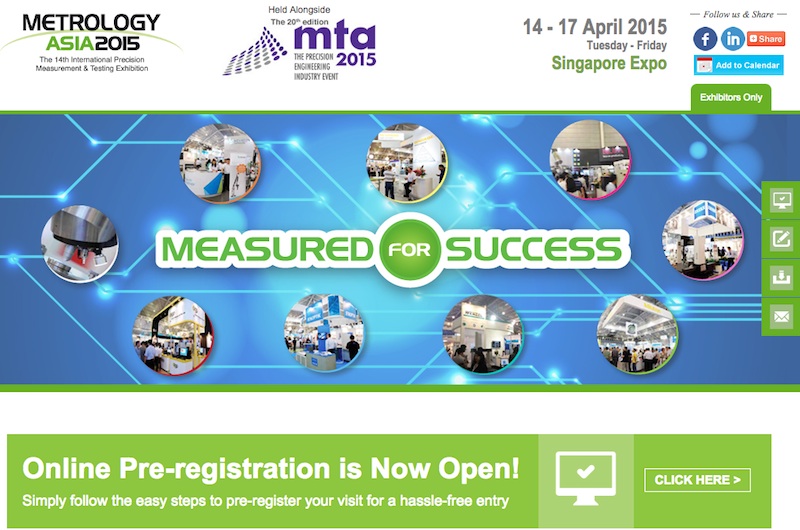 METROLOGY
ASIA2015
The 14th International Precision
Measurement & Testing Exhibition
Held Alongside
The 20th edition
mta
2015
THE PRECISION
ENGINEERING
INDUSTRY EVENT
14 - 17 April 2015
Tuesday - Friday
Singapore Expo
Follow us & Share
f
in
Share
Add to Calendar
Exhibitors Only
MEASURED FOR SUCCESS
Online Pre-registration is Now Open!
Simply follow the easy steps to pre-register your visit for a hassle-free entry
CLICK HERE >